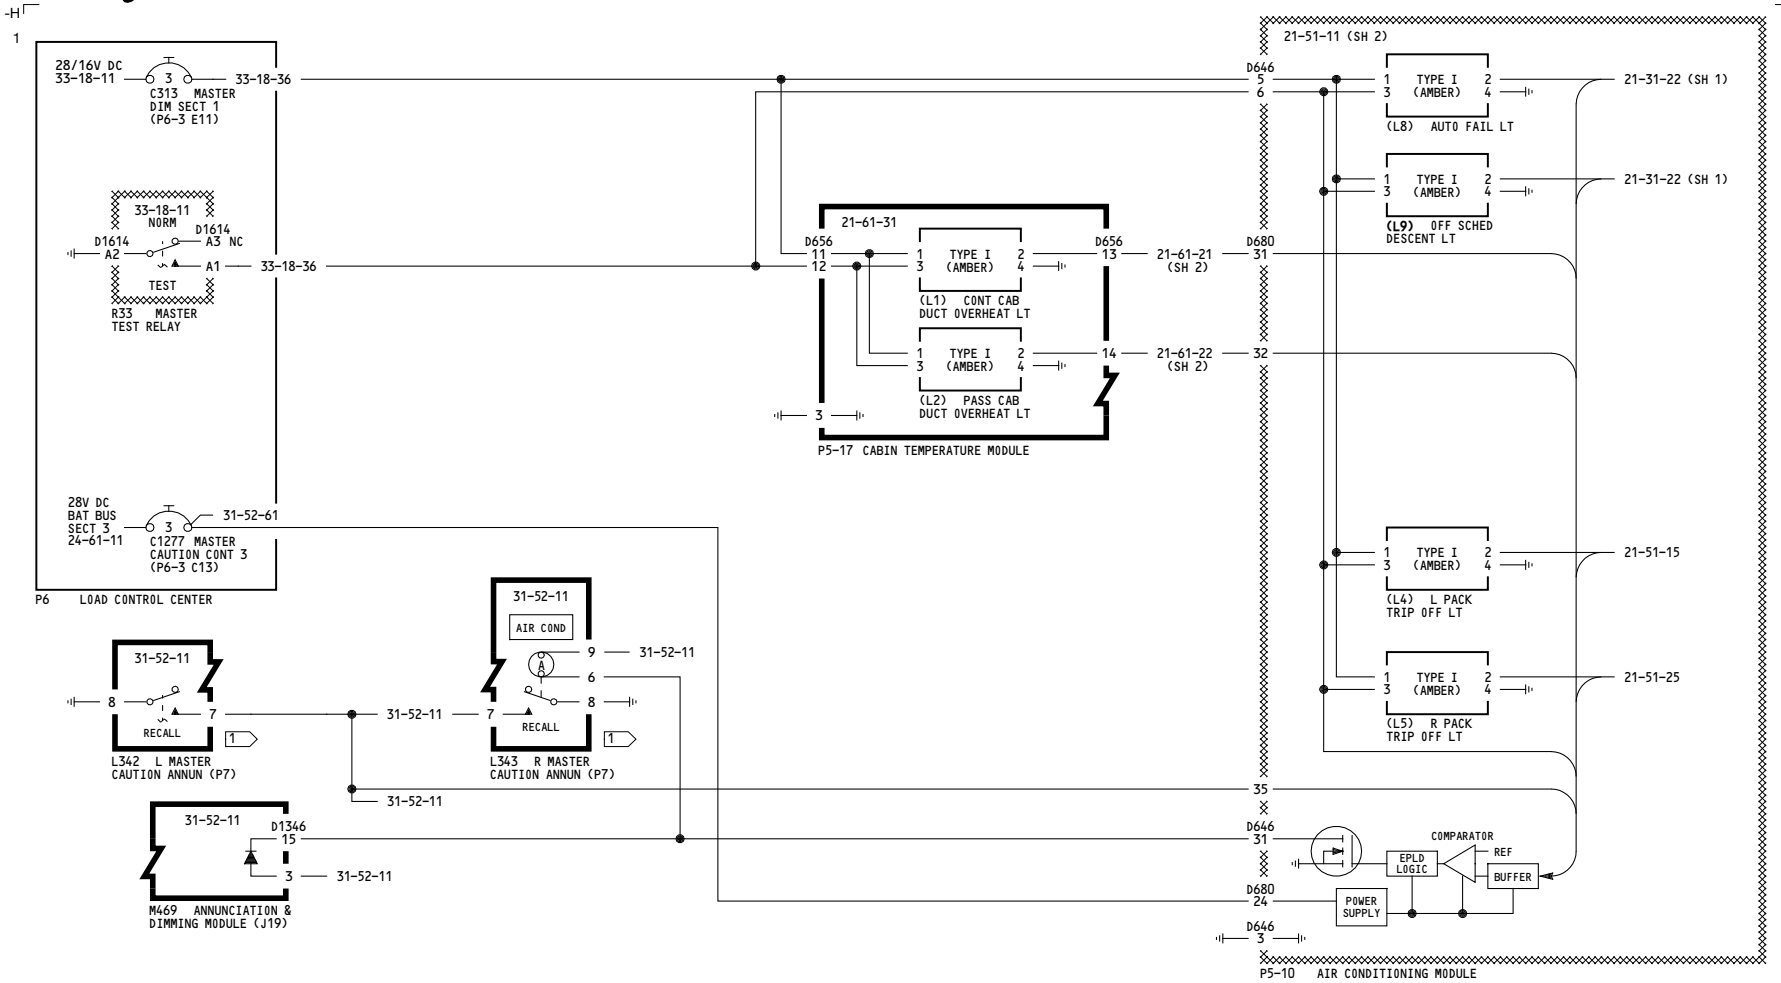 -H
1
28/16V DC
33-18-11
3
33-18-36
C313 MASTER
DIM SECT 1
(P6-3 E11)
33-18-11
NORM
D1614
A2
D1614
A3 NC
A1
33-18-36
TEST
R33 MASTER
TEST RELAY
28V DC
BAT BUS
SECT 3
24-61-11
3
31-52-61
C1277 MASTER
CAUTION CONT 3
(P6-3 C13)
P6 LOAD CONTROL CENTER
31-52-11
8
7
RECALL
1
L342 L MASTER
CAUTION ANNUN (P7)
31-52-11
31-52-11
AIR COND
A
9
31-52-11
6
7
8
RECALL
1
L343 R MASTER
CAUTION ANNUN (P7)
31-52-11
31-52-11
D1346
15
3
31-52-11
M469 ANNUNCIATION &
DIMMING MODULE (J19)
21-61-31
D656
11
12
1
3
TYPE I
(AMBER)
2
4
(L1) CONT CAB
DUCT OVERHEAT LT
D656
13
21-61-21
(SH 2)
1
3
TYPE I
(AMBER)
2
4
(L2) PASS CAB
DUCT OVERHEAT LT
14
21-61-22
(SH 2)
3
P5-17 CABIN TEMPERATURE MODULE
21-51-11 (SH 2)
D646
5
6
1
3
TYPE I
(AMBER)
2
4
21-31-22 (SH 1)
(L8) AUTO FAIL LT
1
3
TYPE I
(AMBER)
2
4
21-31-22 (SH 1)
(L9) OFF SCHED
DESCENT LT
D680
31
32
1
3
TYPE I
(AMBER)
2
4
21-51-15
(L4) L PACK
TRIP OFF LT
1
3
TYPE I
(AMBER)
2
4
21-51-25
(L5) R PACK
TRIP OFF LT
35
D646
31
COMPARATOR
REF
EPLD
LOGIC
BUFFER
D680
24
POWER
SUPPLY
D646
3
P5-10 AIR CONDITIONING MODULE